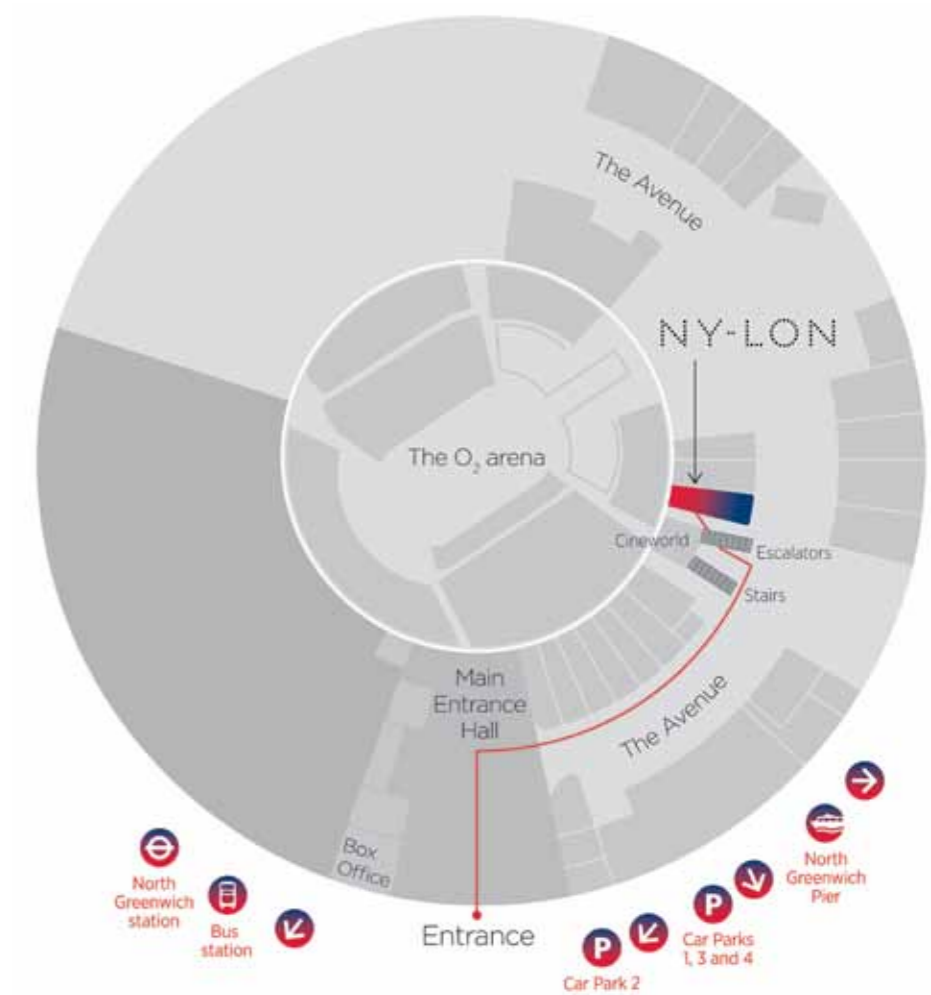 The Avenue
NY-LON
The O₂ arena
Cineworld
Escalators
Stairs
Main
Entrance
Hall
The Avenue
Box
Office
Entrance
North
Greenwich
station
Bus
station
P
Car Park 2
P
Car Parks
1, 3 and 4
North
Greenwich
Pier